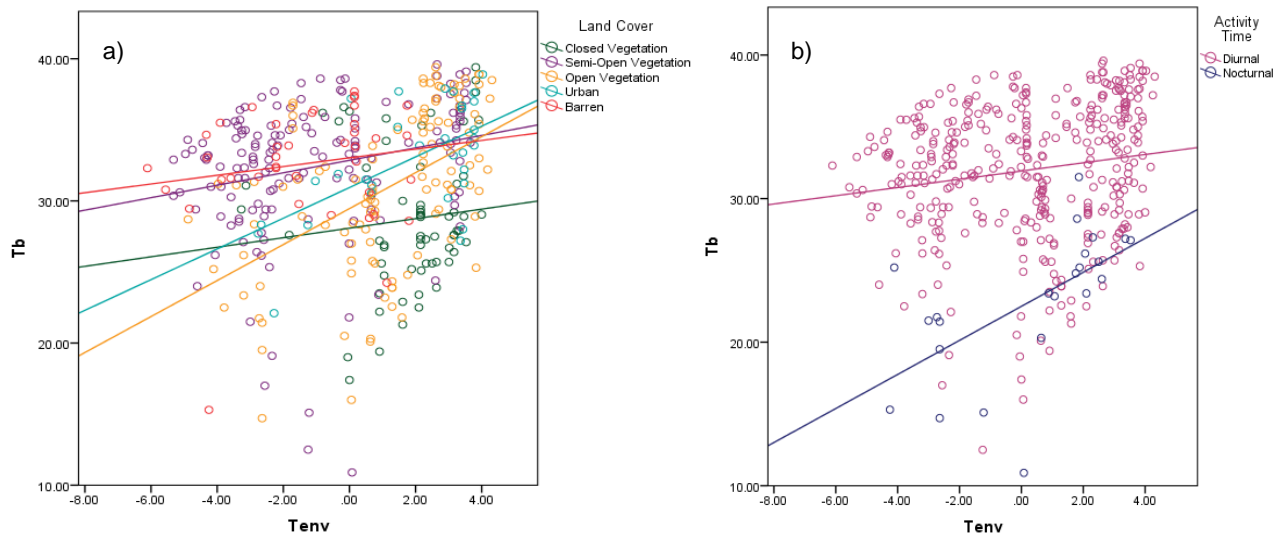 a)
Land Cover
Closed Vegetation
Semi-Open Vegetation
Open Vegetation
Urban
Barren
40.00
30.00
20.00
10.00
Tb
-8.00 -6.00 -4.00 -2.00 .00 2.00 4.00
Tenv
b)
Activity
Time
Diurnal
Nocturnal
40.00
30.00
20.00
10.00
Tb
-8.00 -6.00 -4.00 -2.00 .00 2.00 4.00
Tenv